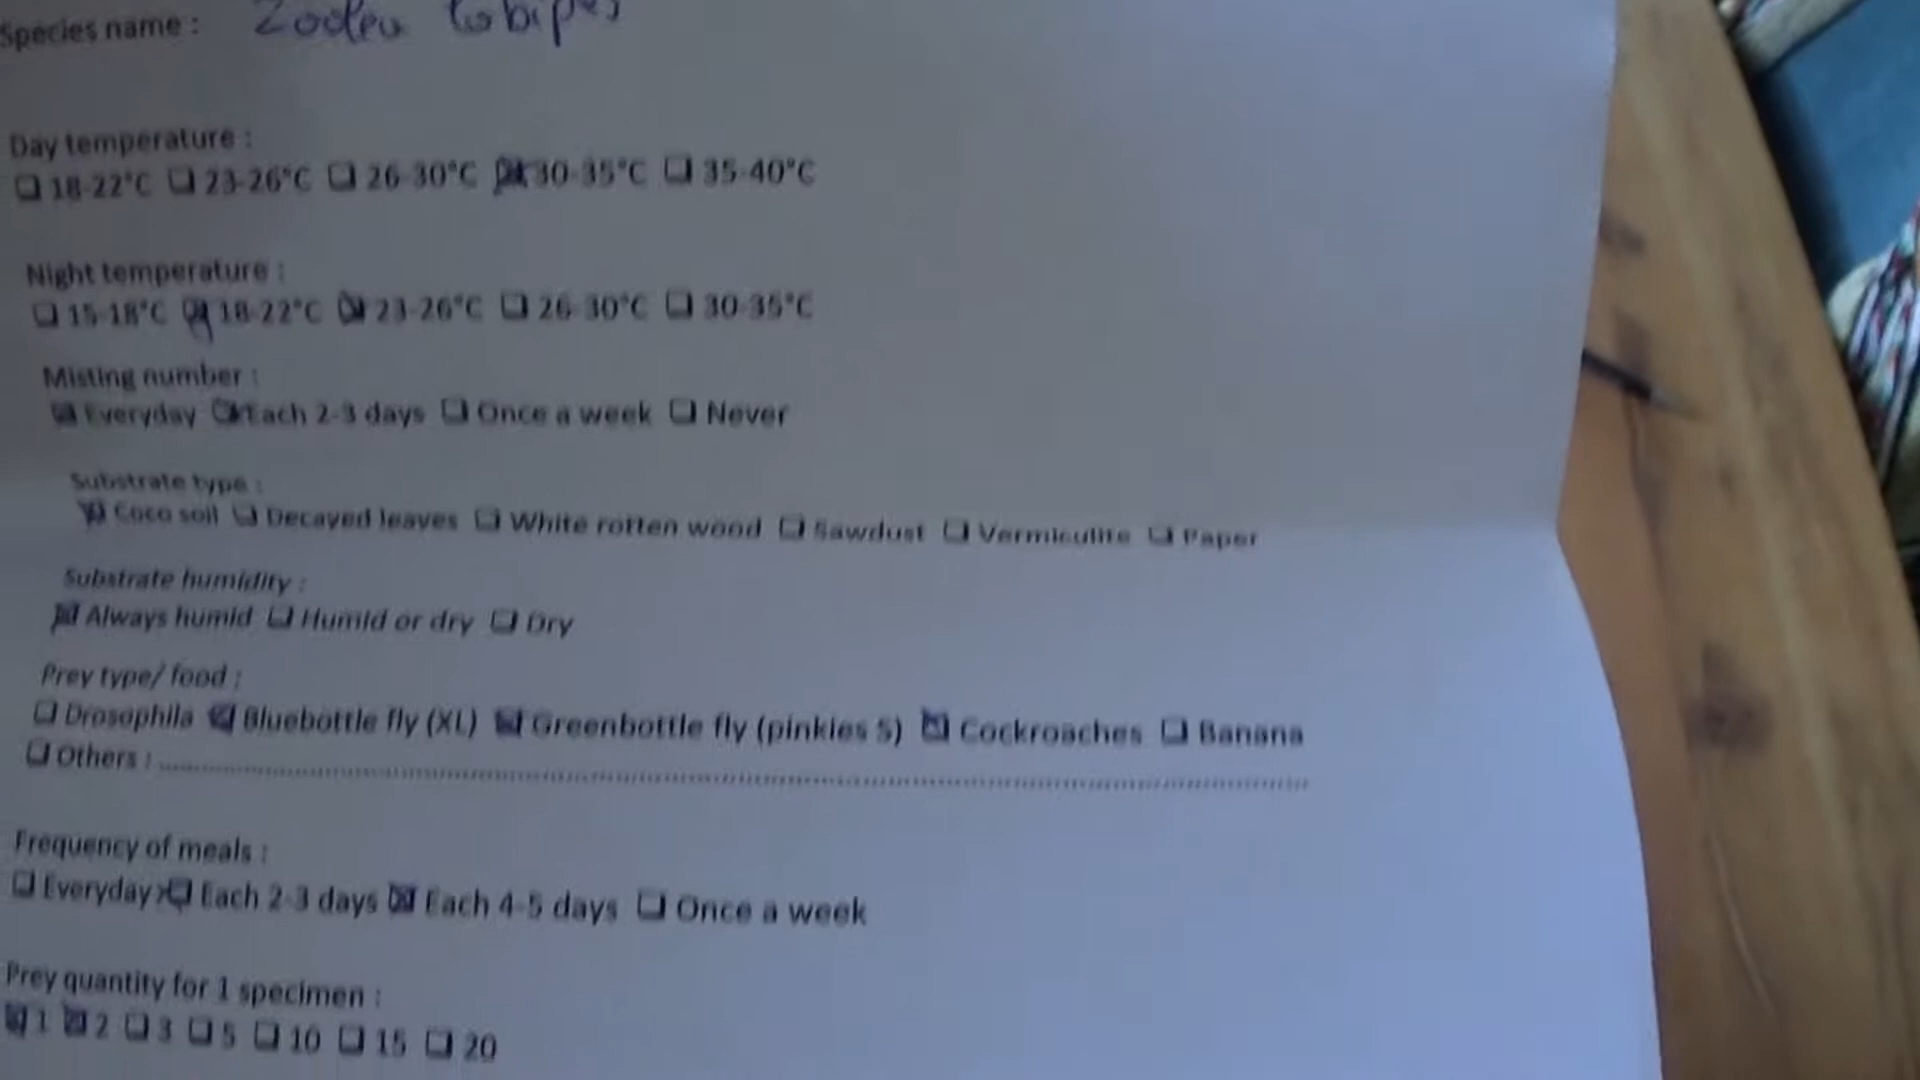 Species name :
Day temperature :
❑ 18-22°C ☒ 23-26°C ❑ 26-30°C ☒ 30-35°C ❑ 35-40°C
Night temperature :
❑ 15-18°C ☒ 18-22°C ☒ 23-26°C ❑ 26-30°C ❑ 30-35°C
Misting number :
☒ Everyday ☒ Each 2-3 days ❑ Once a week ❑ Never
Substrate type :
☒ Coco soil ❑ Decayed leaves ❑ White rotten wood ❑ Sawdust ❑ Vermiculite ❑ Paper
Substrate humidity :
☒ Always humid ❑ Humid or dry ❑ Dry
Prey type/ food :
❑ Drosophila ☒ Bluebottle fly (XL) ☒ Greenbottle fly (pinkies S) ☒ Cockroaches ❑ Banana
❑ Others : ........................................................................
Frequency of meals :
❑ Everyday ☒ Each 2-3 days ☒ Each 4-5 days ❑ Once a week
Prey quantity for 1 specimen :
☒ 1 ☒ 2 ❑ 3 ❑ 5 ❑ 10 ❑ 15 ❑ 20